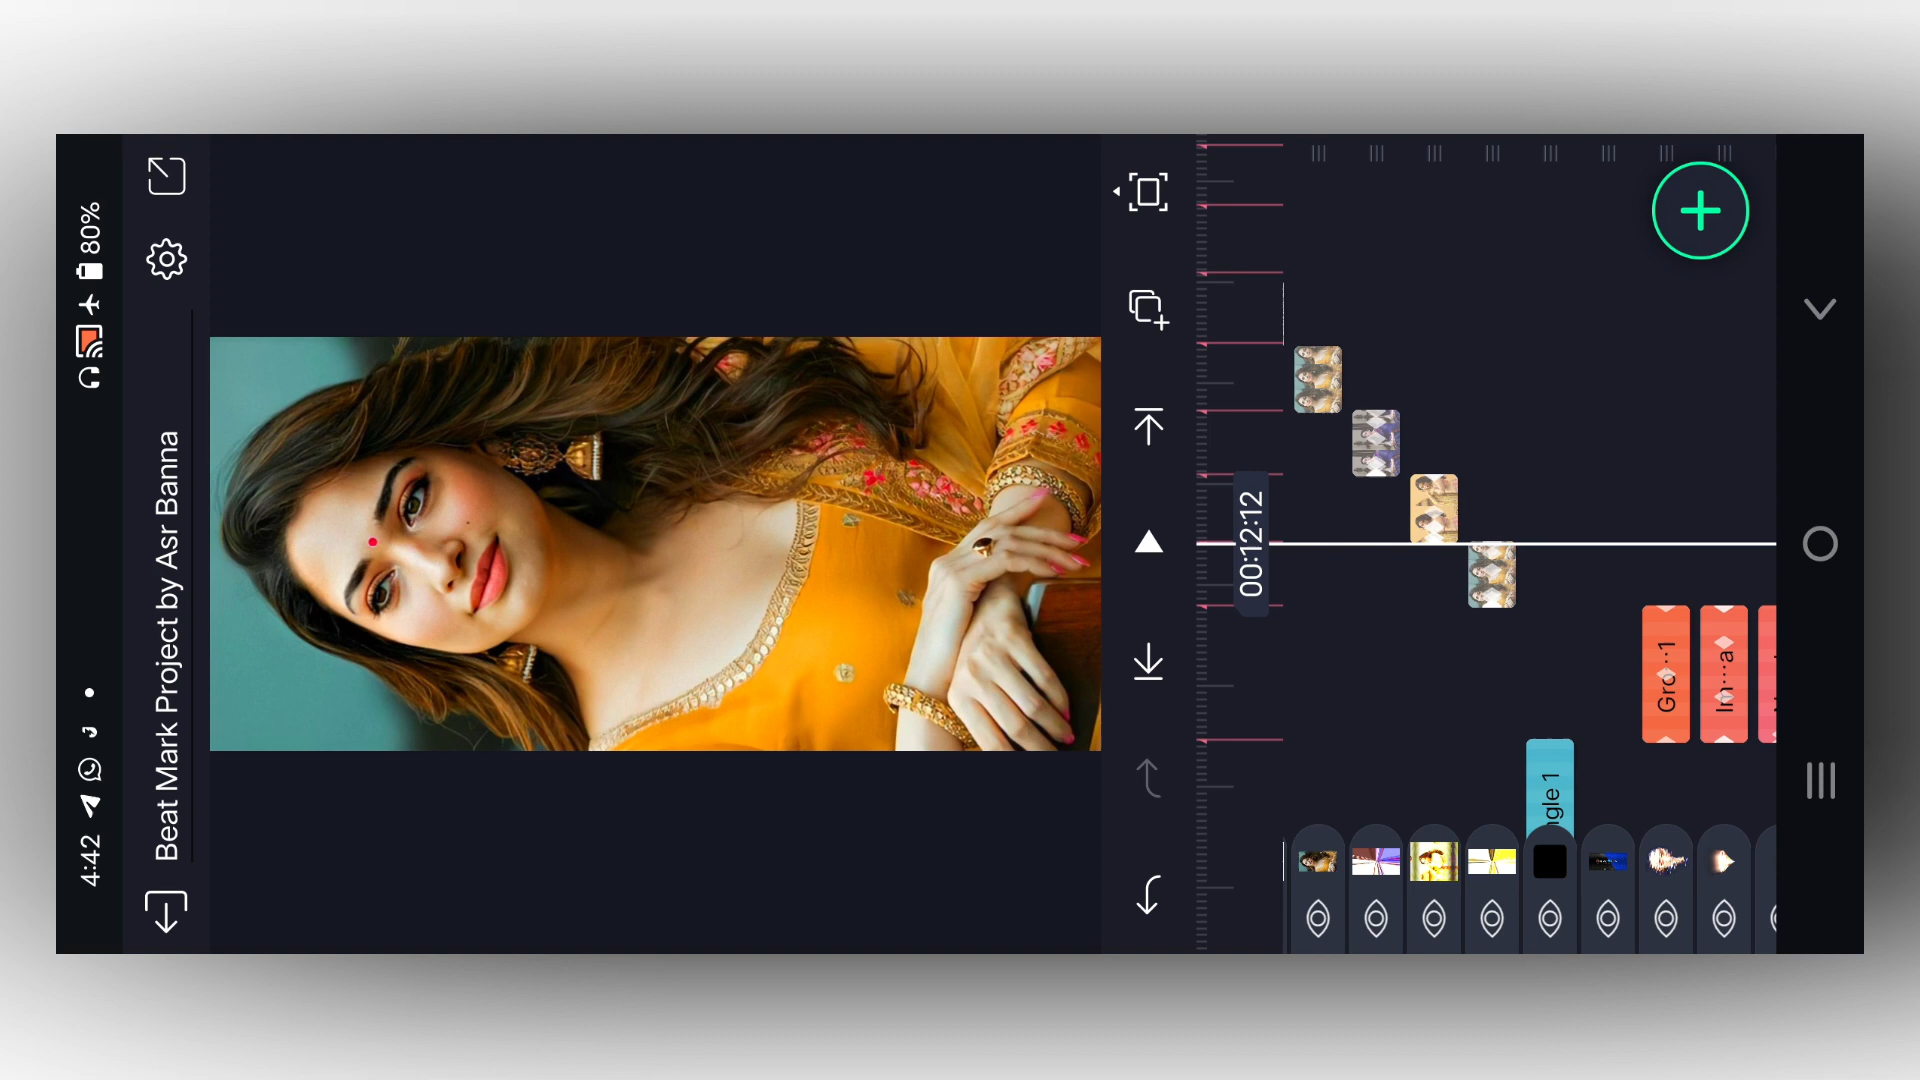 4:42
80%
Beat Mark Project by Asr Banna
00:12:12
ngle 1
Gro...1
In...a